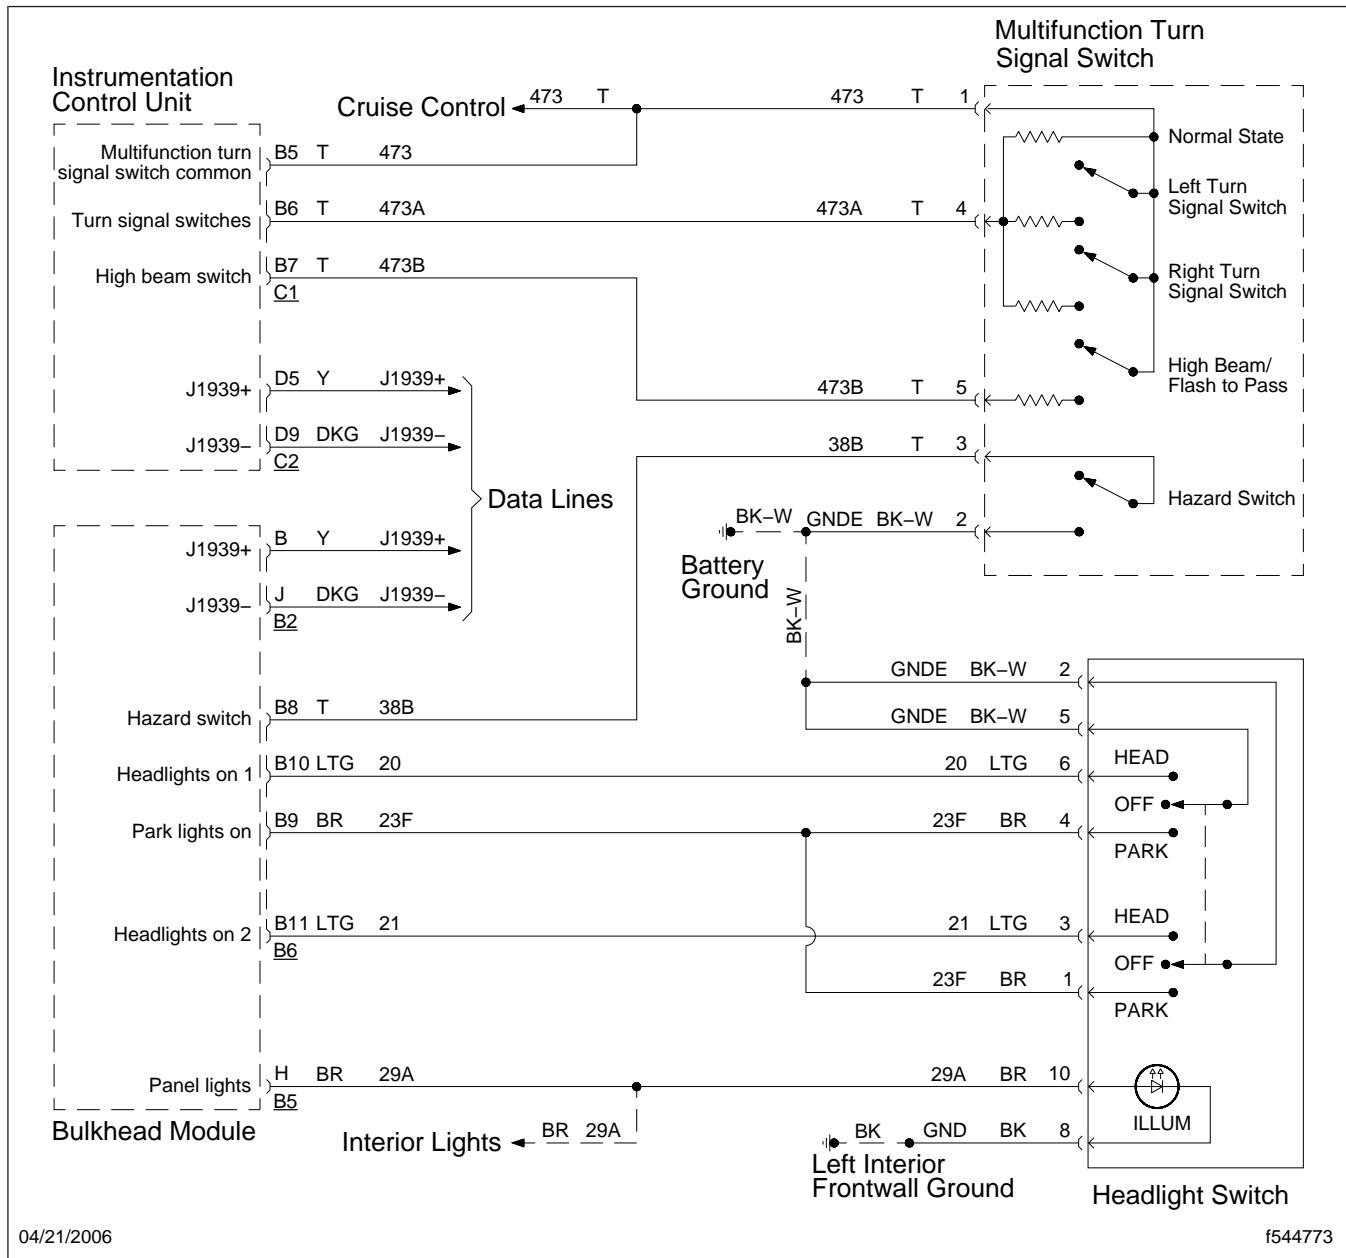 Multifunction Turn
Signal Switch
Instrumentation
Control Unit
Cruise Control
473 T
473 T 1
Multifunction turn
signal switch common
B5 T 473
Normal State
Left Turn
Signal Switch
Turn signal switches
B6 T 473A
473A T 4
High beam switch
B7 T 473B
C1
Right Turn
Signal Switch
High Beam/
Flash to Pass
J1939+
D5 Y J1939+
473B T 5
J1939−
D9 DKG J1939−
C2
38B T 3
Data Lines
Hazard Switch
BK−W
GNDE BK−W 2
Battery
Ground
J1939+
B Y J1939+
J1939−
J DKG J1939−
B2
BK−W
GNDE BK−W 2
Hazard switch
B8 T 38B
GNDE BK−W 5
Headlights on 1
B10 LTG 20
20 LTG 6
HEAD
OFF
Park lights on
B9 BR 23F
23F BR 4
PARK
Headlights on 2
B11 LTG 21
B6
21 LTG 3
HEAD
OFF
23F BR 1
PARK
Panel lights
H BR 29A
B5
29A BR 10
ILLUM
Bulkhead Module
Interior Lights
BR 29A
BK
GND BK 8
Left Interior
Frontwall Ground
Headlight Switch
04/21/2006
f544773